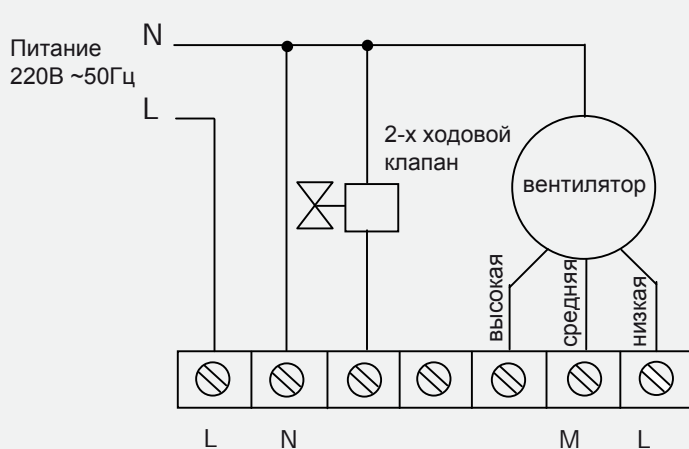 N
Питание
220В ~50Гц
L
2-х ходовой
клапан
вентилятор
высокая
средняя
низкая
L N M L